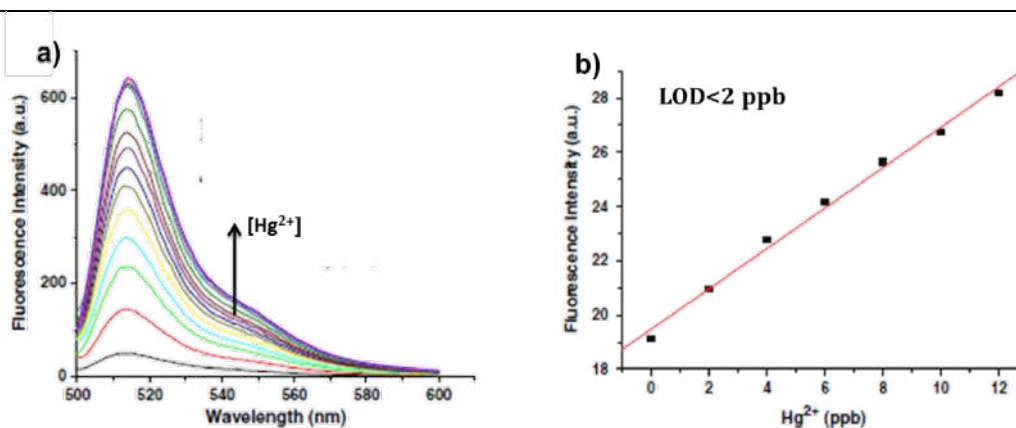 a)
600
400
200
0
500 520 540 560 580 600
Wavelength (nm)
Fluorescence Intensity (a.u.)
[Hg²⁺]
b)
LOD<2 ppb
28
26
24
22
20
18
0 2 4 6 8 10 12
Hg²⁺ (ppb)
Fluorescence Intensity (a.u.)